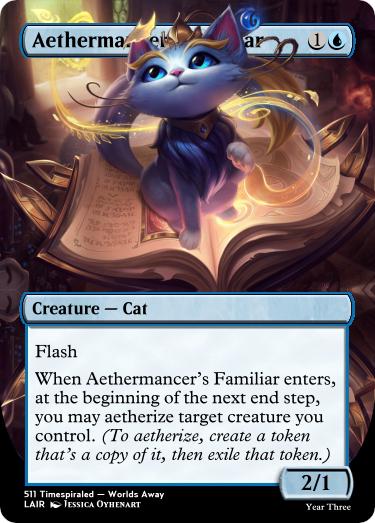 Aethermancer's Familiar 1
Creature — Cat
Flash
When Aethermancer's Familiar enters,
at the beginning of the next end step,
you may aetherize target creature you
control. (To aetherize, create a token
that's a copy of it, then exile that token.)
2/1
511 Timespiraled — Worlds Away
LAIR Jessica Oyhenart
Year Three